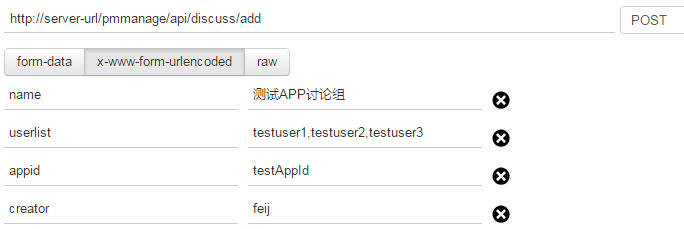 http://server-url/pmmanage/api/discuss/add POST
form-data x-www-form-urlencoded raw
name 测试APP讨论组
userlist testuser1,testuser2,testuser3
appid testAppId
creator feij